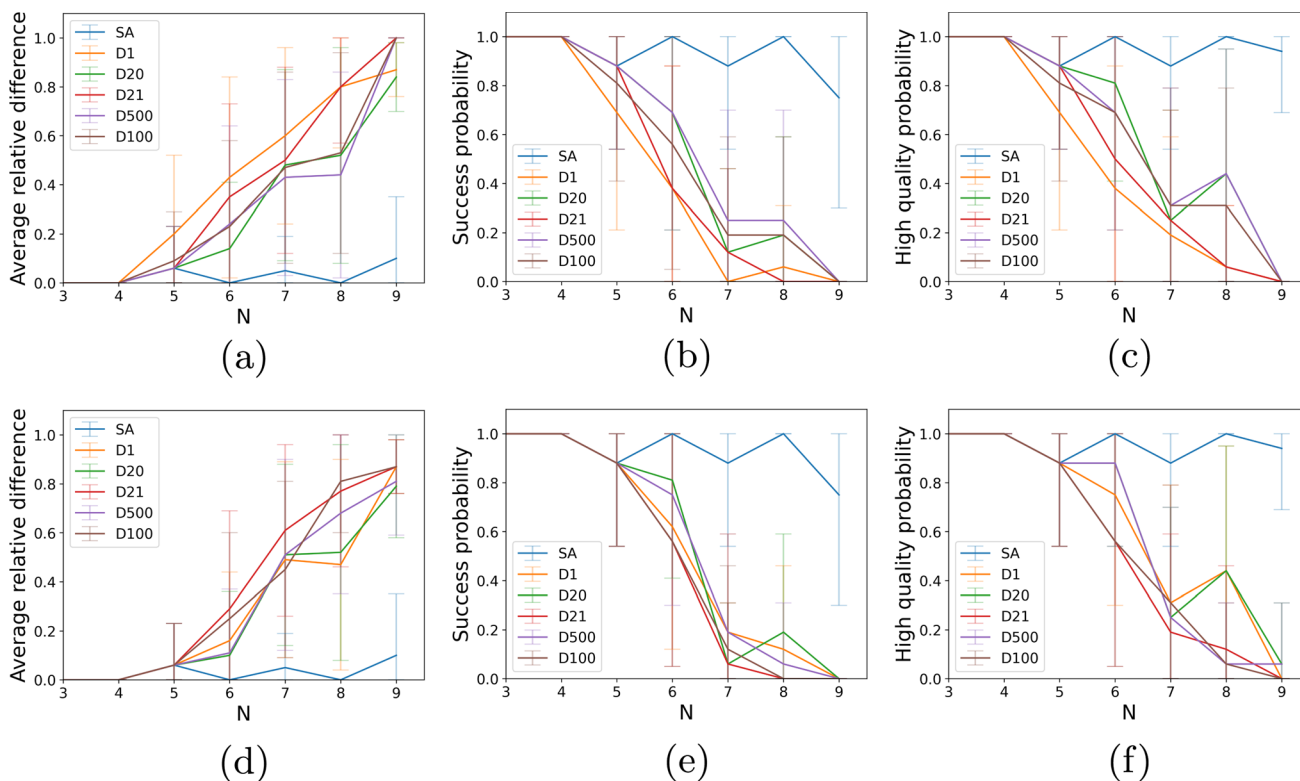 Average relative difference
1.0
0.8
0.6
0.4
0.2
0.0
SA
D1
D20
D21
D500
D100
3 4 5 6 7 8 9
N
(a)
Success probability
1.0
0.8
0.6
0.4
0.2
0.0
SA
D1
D20
D21
D500
D100
3 4 5 6 7 8 9
N
(b)
High quality probability
1.0
0.8
0.6
0.4
0.2
0.0
SA
D1
D20
D21
D500
D100
3 4 5 6 7 8 9
N
(c)
Average relative difference
1.0
0.8
0.6
0.4
0.2
0.0
SA
D1
D20
D21
D500
D100
3 4 5 6 7 8 9
N
(d)
Success probability
1.0
0.8
0.6
0.4
0.2
0.0
SA
D1
D20
D21
D500
D100
3 4 5 6 7 8 9
N
(e)
High quality probability
1.0
0.8
0.6
0.4
0.2
0.0
SA
D1
D20
D21
D500
D100
3 4 5 6 7 8 9
N
(f)